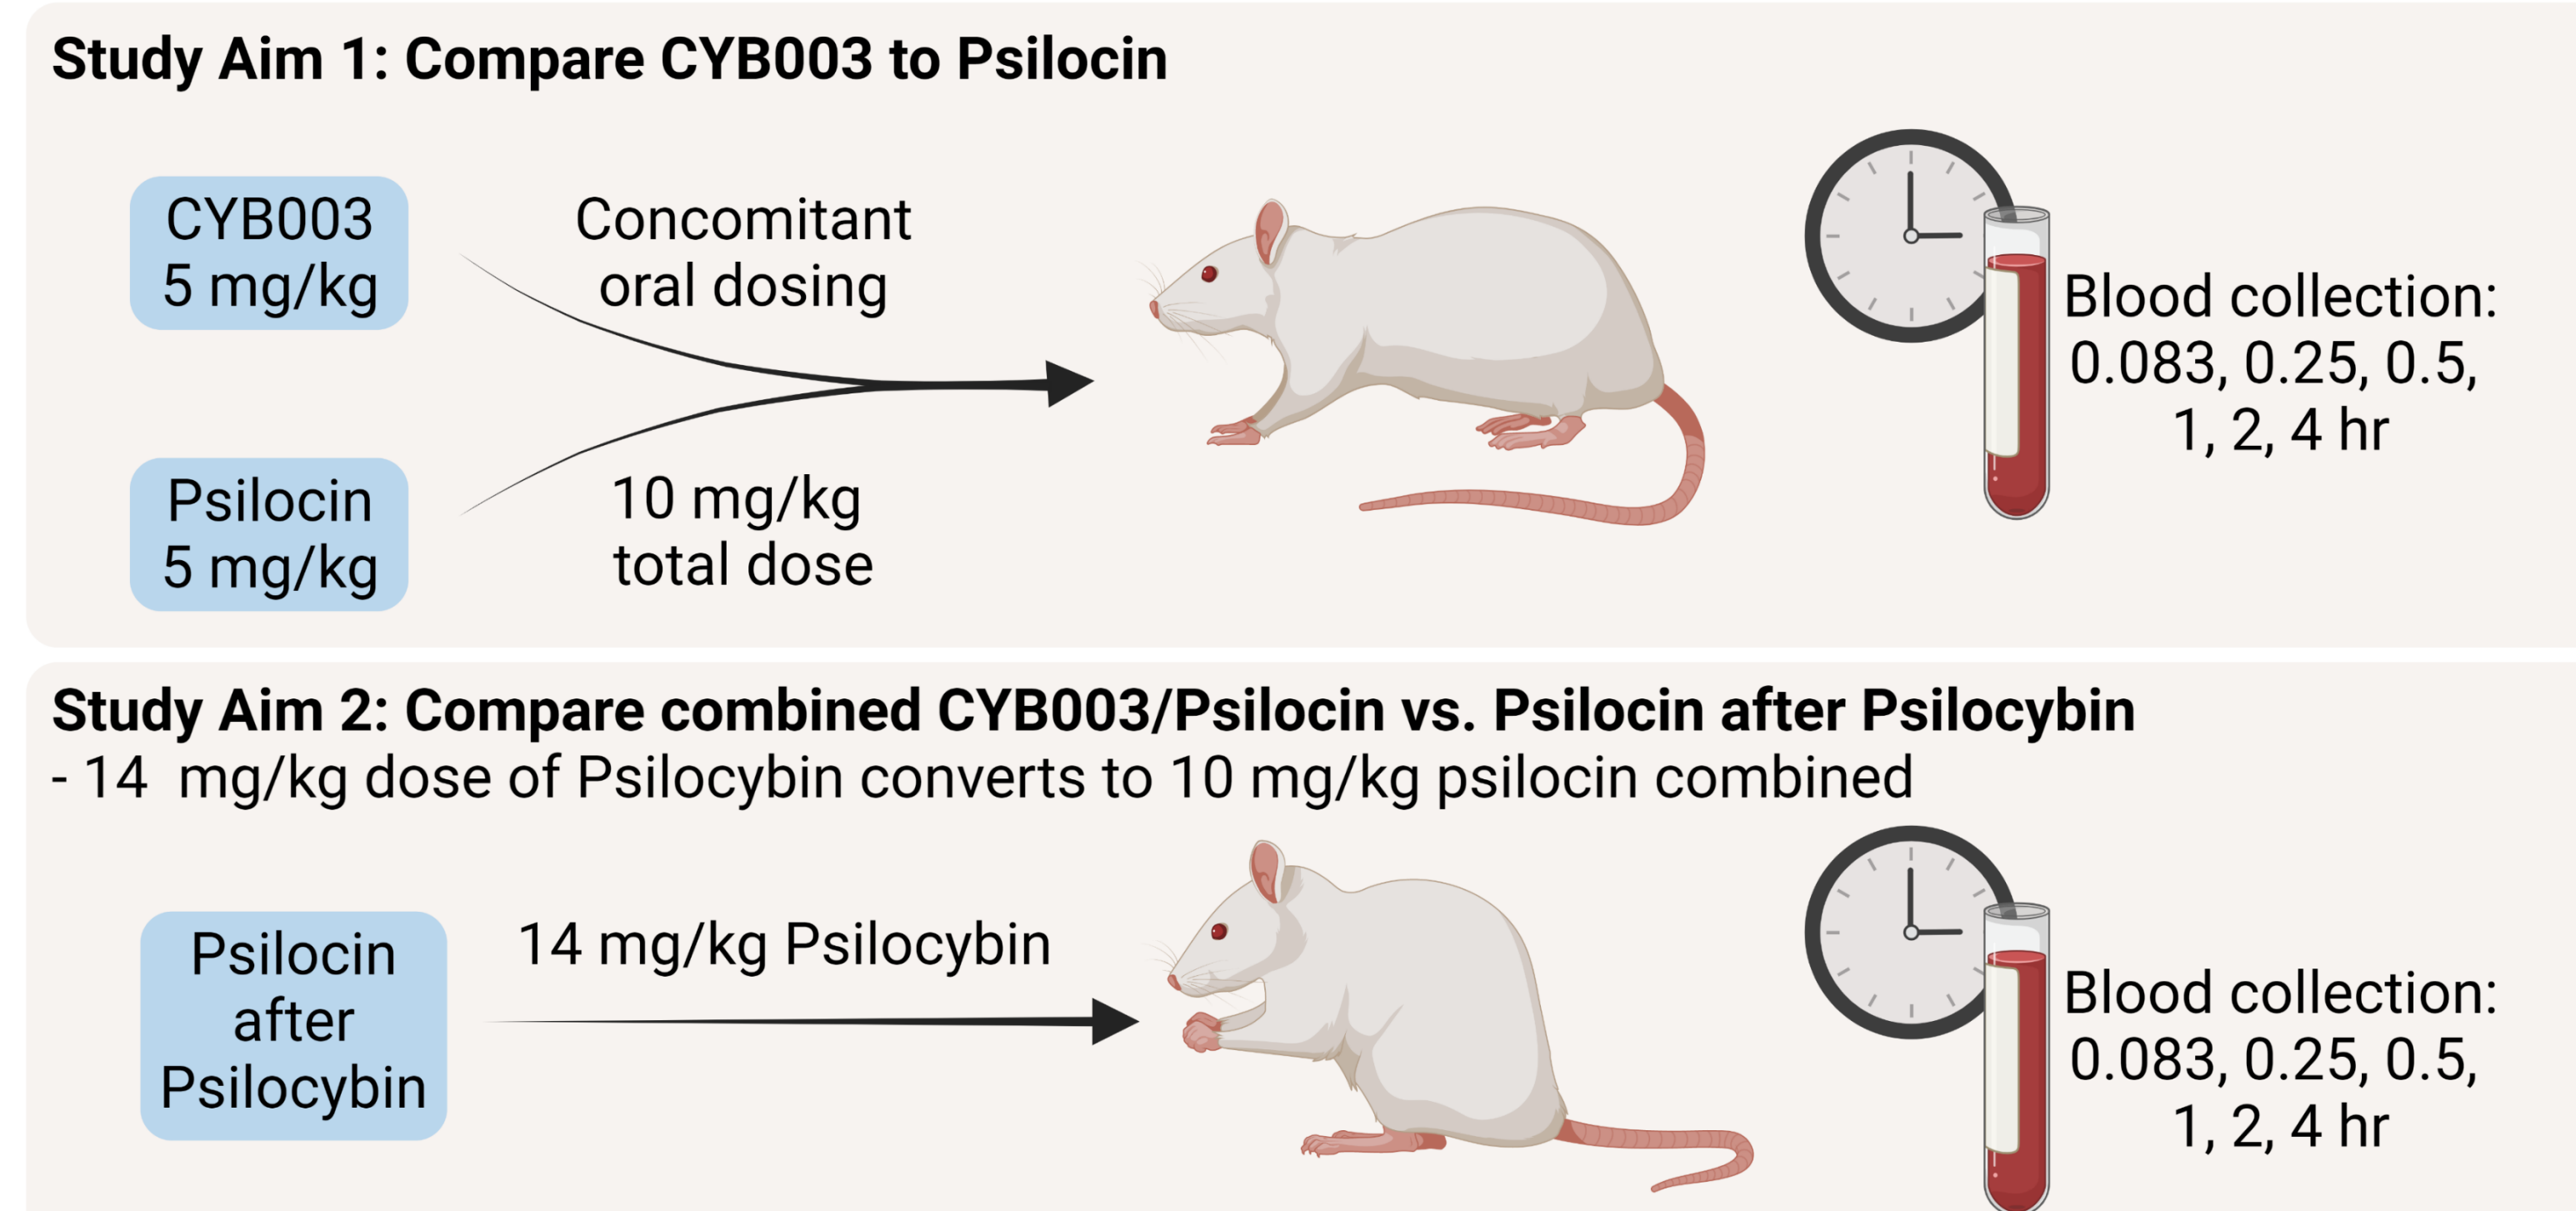 Study Aim 1: Compare CYB003 to Psilocin
CYB003
5 mg/kg
Concomitant
oral dosing
Psilocin
5 mg/kg
10 mg/kg
total dose
Blood collection:
0.083, 0.25, 0.5,
1, 2, 4 hr
Study Aim 2: Compare combined CYB003/Psilocin vs. Psilocin after Psilocybin
- 14  mg/kg dose of Psilocybin converts to 10 mg/kg psilocin combined
Psilocin
after
Psilocybin
14 mg/kg Psilocybin
Blood collection:
0.083, 0.25, 0.5,
1, 2, 4 hr